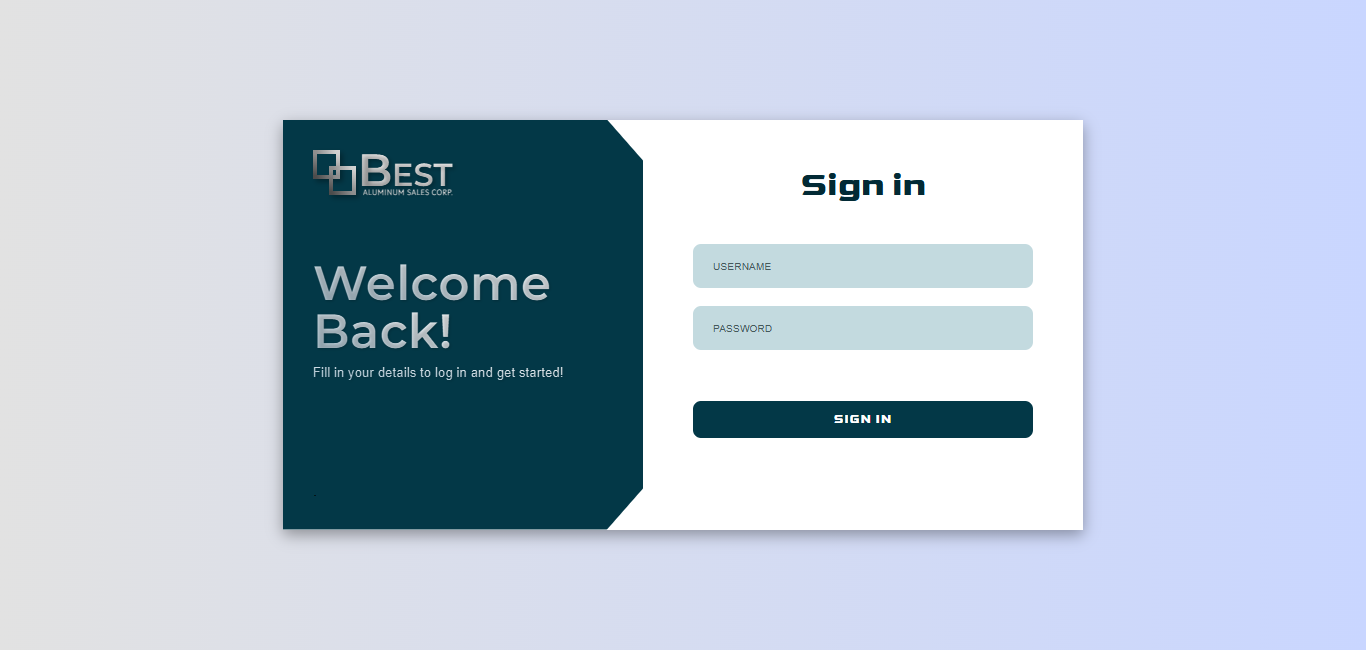 BEST
ALUMINUM SALES CORP.
Welcome
Back!
Fill in your details to log in and get started!
.
Sign in
USERNAME
PASSWORD
SIGN IN